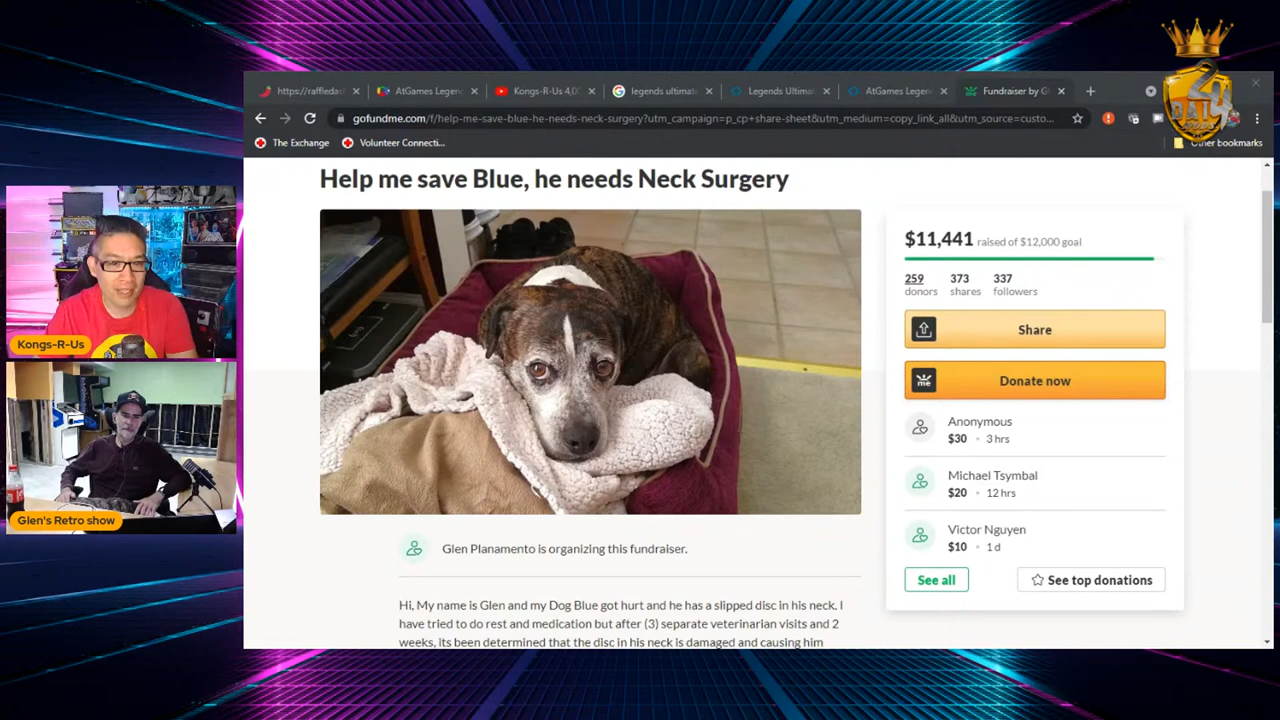 https://raffledac
AtGames Legend
Kongs-R-Us 4,00
legends ultimate
Legends Ultima
AtGames Legen
Fundraiser by G
gofundme.com/f/help-me-save-blue-he-needs-neck-surgery?utm_campaign=p_cp+share-sheet&utm_medium=copy_link_all&utm_source=custo...
The Exchange
Volunteer Connecti...
Other bookmarks
Help me save Blue, he needs Neck Surgery
$11,441 raised of $12,000 goal
259 373 337
donors shares followers
Share
me Donate now
Anonymous
$30 • 3 hrs
Michael Tsymbal
$20 • 12 hrs
Victor Nguyen
$10 • 1 d
See all
See top donations
Glen Planamento is organizing this fundraiser.
Hi, My name is Glen and my Dog Blue got hurt and he has a slipped disc in his neck. I
have tried to do rest and medication but after (3) separate veterinarian visits and 2
weeks, its been determined that the disc in his neck is damaged and causing him
Kongs-R-Us
Glen's Retro show